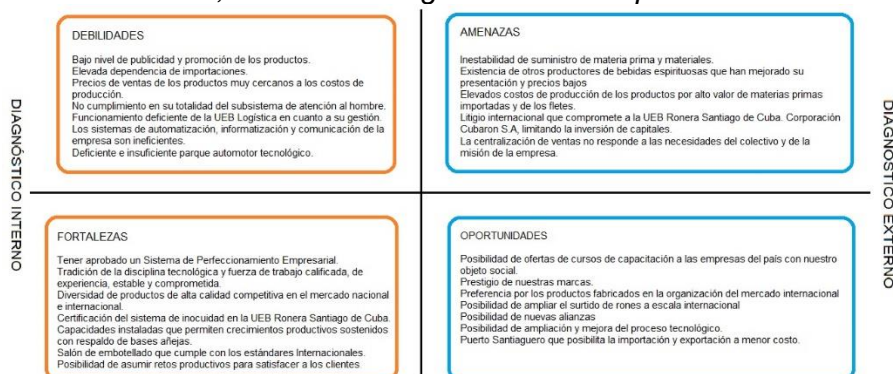 DEBILIDADES
Bajo nivel de publicidad y promoción de los productos.
Elevada dependencia de importaciones.
Precios de ventas de los productos muy cercanos a los costos de
producción.
No cumplimiento en su totalidad del subsistema de atención al hombre.
Funcionamiento deficiente de la UEB Logística en cuanto a su gestión.
Los sistemas de automatización, informatización y comunicación de la
empresa son ineficientes.
Deficiente e insuficiente parque automotor tecnológico.
AMENAZAS
Inestabilidad de suministro de materia prima y materiales.
Existencia de otros productores de bebidas espirituosas que han mejorado su
presentación y precios bajos
Elevados costos de producción de los productos por alto valor de materias primas
importadas y de los fletes.
Litigio internacional que compromete a la UEB Ronera Santiago de Cuba. Corporación
Cubaron S.A, limitando la inversión de capitales.
La centralización de ventas no responde a las necesidades del colectivo y de la
misión de la empresa.
DIAGNÓSTICO INTERNO
DIAGNÓSTICO EXTERNO
FORTALEZAS
Tener aprobado un Sistema de Perfeccionamiento Empresarial.
Tradición de la disciplina tecnológica y fuerza de trabajo calificada, de
experiencia, estable y comprometida.
Diversidad de productos de alta calidad competitiva en el mercado nacional
e internacional.
Certificación del sistema de inocuidad en la UEB Ronera Santiago de Cuba.
Capacidades instaladas que permiten crecimientos productivos sostenidos
con respaldo de bases añejas.
Salón de embotellado que cumple con los estándares Internacionales.
Posibilidad de asumir retos productivos para satisfacer a los clientes
OPORTUNIDADES
Posibilidad de ofertas de cursos de capacitación a las empresas del país con nuestro
objeto social.
Prestigio de nuestras marcas.
Preferencia por los productos fabricados en la organización del mercado internacional
Posibilidad de ampliar el surtido de rones a escala internacional
Posibilidad de nuevas alianzas
Posibilidad de ampliación y mejora del proceso tecnológico.
Puerto Santiaguero que posibilita la importación y exportación a menor costo.